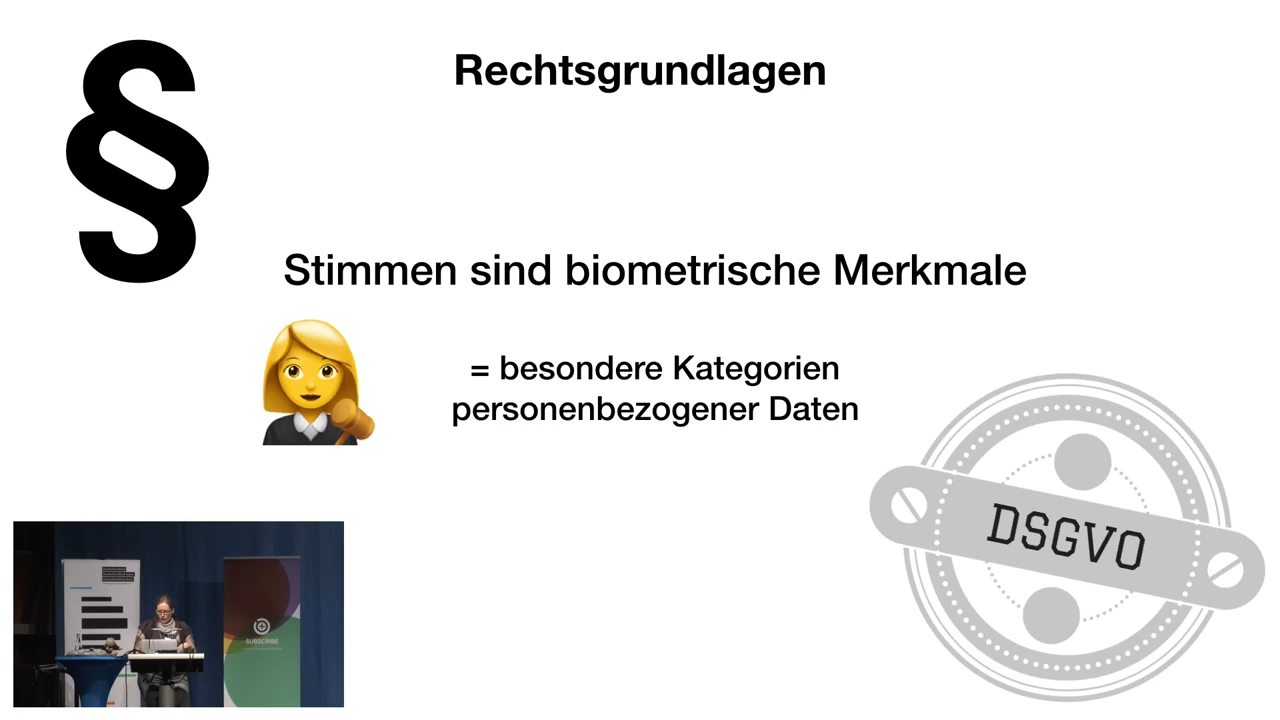 §
Rechtsgrundlagen
Stimmen sind biometrische Merkmale
= besondere Kategorien
personenbezogener Daten
DSGVO
SUBSCRIBE